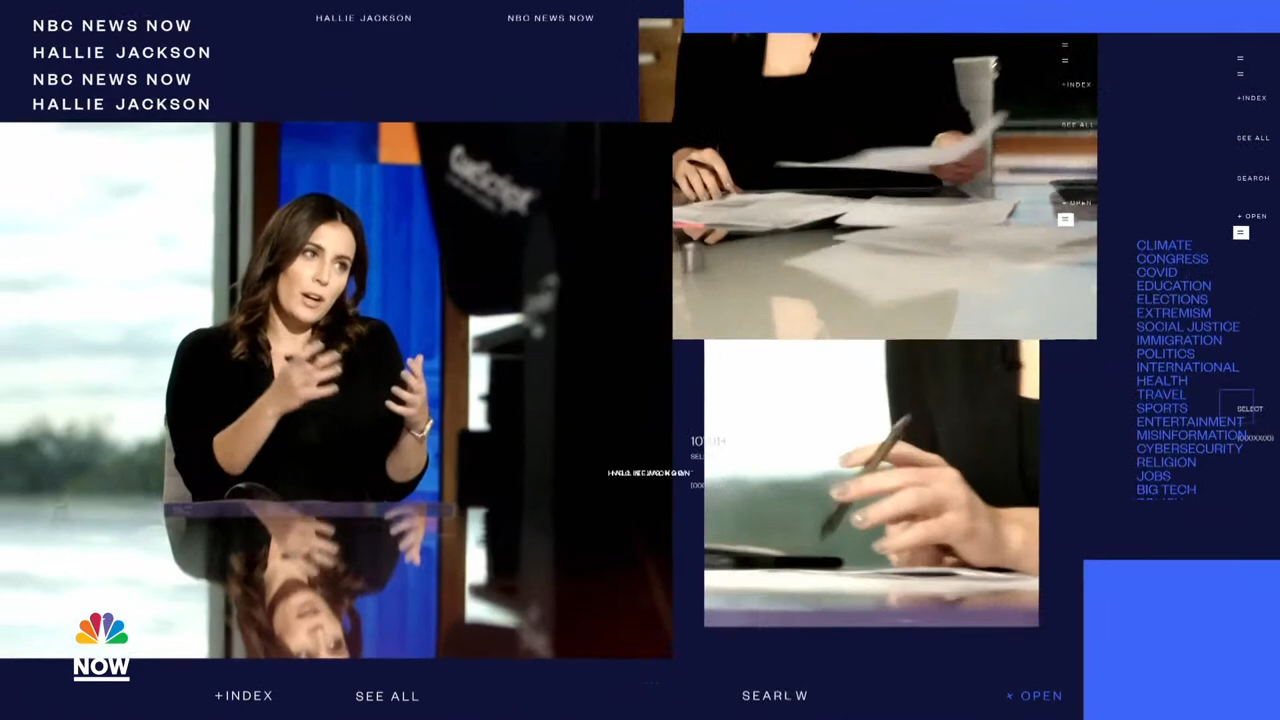 NBC NEWS NOW
HALLIE JACKSON
NBC NEWS NOW
HALLIE JACKSON
HALLIE JACKSON
NBC NEWS NOW
+INDEX
SEE ALL
+ OPEN
=
=
+INDEX
SEE ALL
SEARCH
+ OPEN
=
CLIMATE
CONGRESS
COVID
EDUCATION
ELECTIONS
EXTREMISM
SOCIAL JUSTICE
IMMIGRATION
POLITICS
INTERNATIONAL
HEALTH
TRAVEL
SPORTS
ENTERTAINMENT
MISINFORMATION
CYBERSECURITY
RELIGION
JOBS
BIG TECH
SELECT
NOW
+INDEX
SEE ALL
+ OPEN